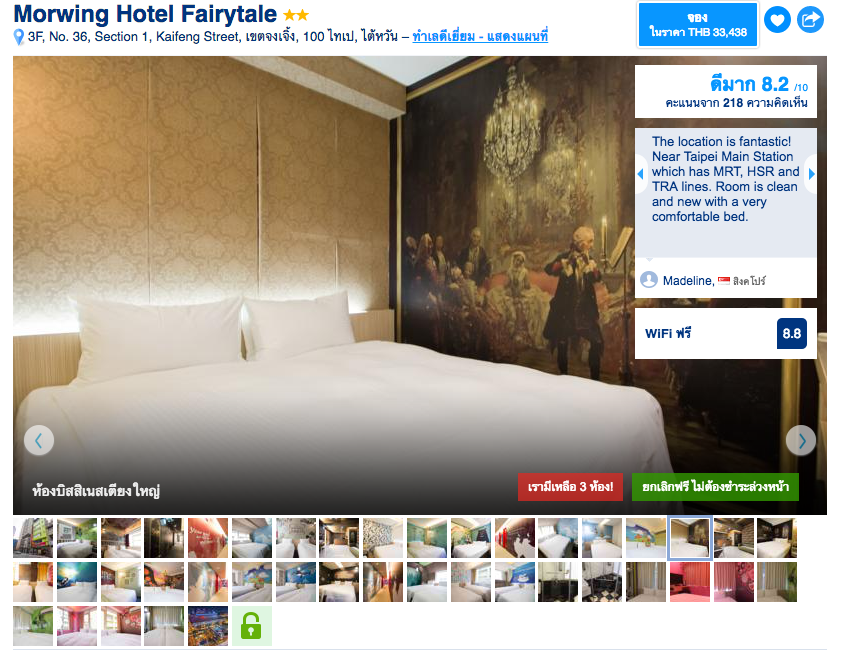 Morwing Hotel Fairytale
3F, No. 36, Section 1, Kaifeng Street, เขตจงเจิ้ง, 100 ไทเป, ไต้หวัน – ทำเลดีเยี่ยม - แสดงแผนที่
จอง
ในราคา THB 33,438
ดีมาก 8.2 /10
คะแนนจาก 218 ความคิดเห็น
The location is fantastic!
Near Taipei Main Station
which has MRT, HSR and
TRA lines. Room is clean
and new with a very
comfortable bed.
Madeline, สิงคโปร์
WiFi ฟรี 8.8
ห้องบิสสิเนสเตียงใหญ่
เรามีเหลือ 3 ห้อง!
ยกเลิกฟรี ไม่ต้องชำระล่วงหน้า